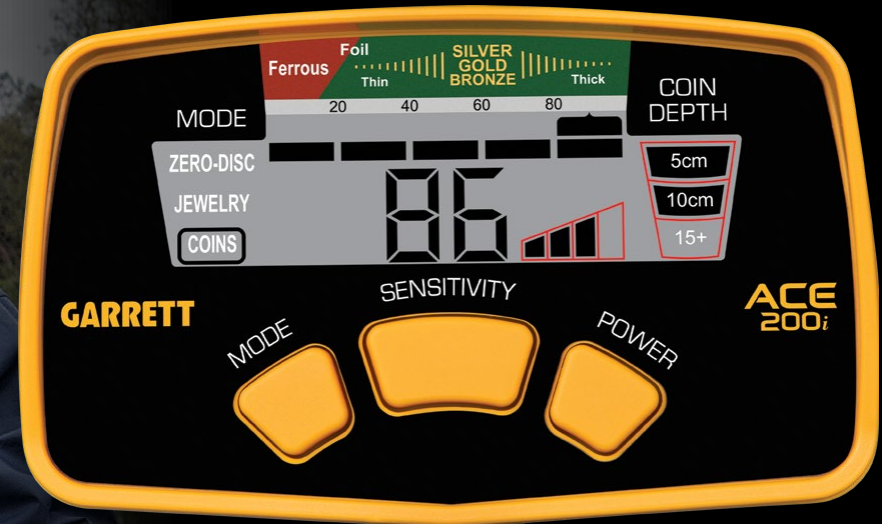 Foil
Ferrous
Thin
SILVER
GOLD
BRONZE
Thick
20 40 60 80
MODE
COIN
DEPTH
ZERO-DISC
JEWELRY
COINS
86
5cm
10cm
15+
GARRETT
ACE
200i
MODE
SENSITIVITY
POWER